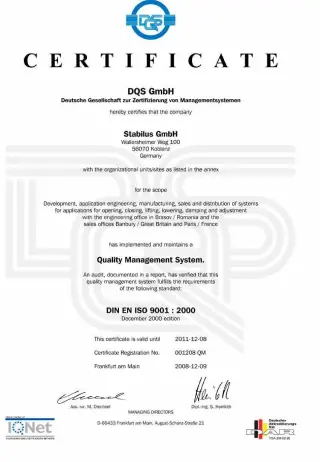 DQS
CERTIFICATE
DQS GmbH
Deutsche Gesellschaft zur Zertifizierung von Managementsystemen
hereby certifies that the company
Stabilus GmbH
Wallersheimer Weg 100
56070 Koblenz
Germany
with the organizational units/sites as listed in the annex
for the scope
Development, application engineering, manufacturing, sales and distribution of systems
for applications for opening, closing, lifting, lowering, damping and adjustment
with the engineering office in Brasov / Romania and the
sales offices Banbury / Great Britain and Paris / France
has implemented and maintains a
Quality Management System.
An audit, documented in a report, has verified that this
quality management system fulfills the requirements
of the following standard:
DIN EN ISO 9001 : 2000
December 2000 edition
This certificate is valid until 2011-12-08
Certificate Registration No. 001208 QM
Frankfurt am Main 2008-12-09
Ass. iur. M. Drechsel Dipl.-Ing. S. Heinloth
MANAGING DIRECTORS
D-60433 Frankfurt am Main, August-Schanz-Straße 21
IQNet
Deutscher
Akkreditierungs
Rat
DAR